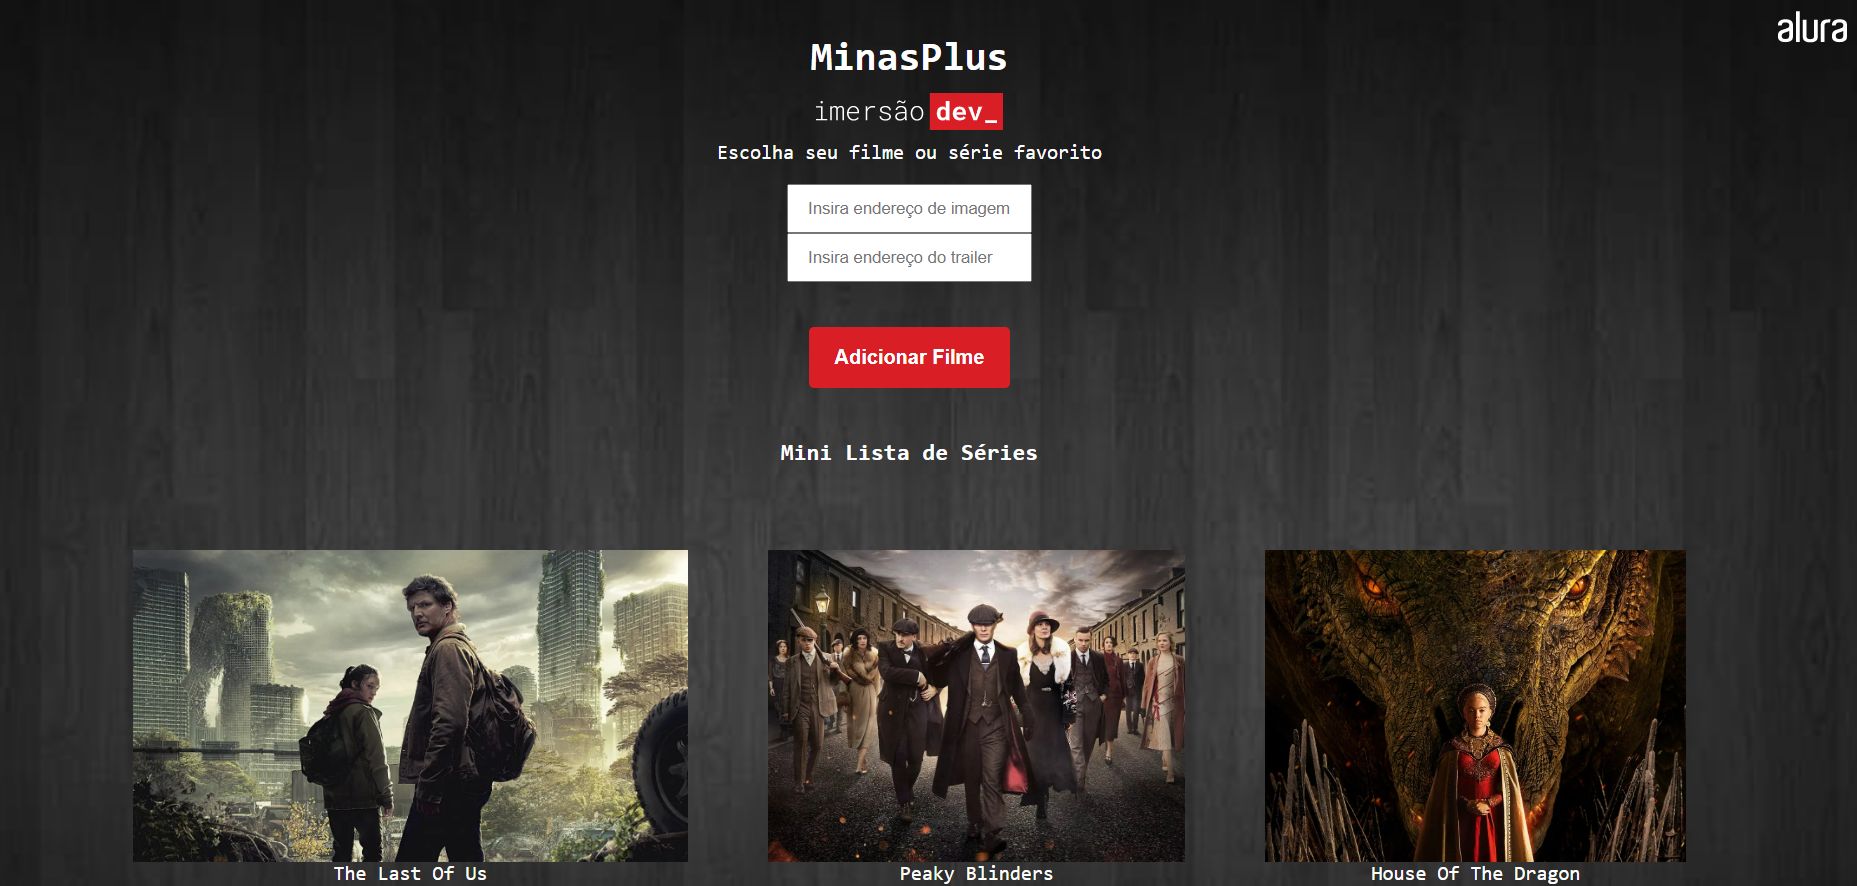 alura
MinasPlus
imersão dev_
Escolha seu filme ou série favorito
Insira endereço de imagem
Insira endereço do trailer
Adicionar Filme
Mini Lista de Séries
The Last Of Us
Peaky Blinders
House Of The Dragon